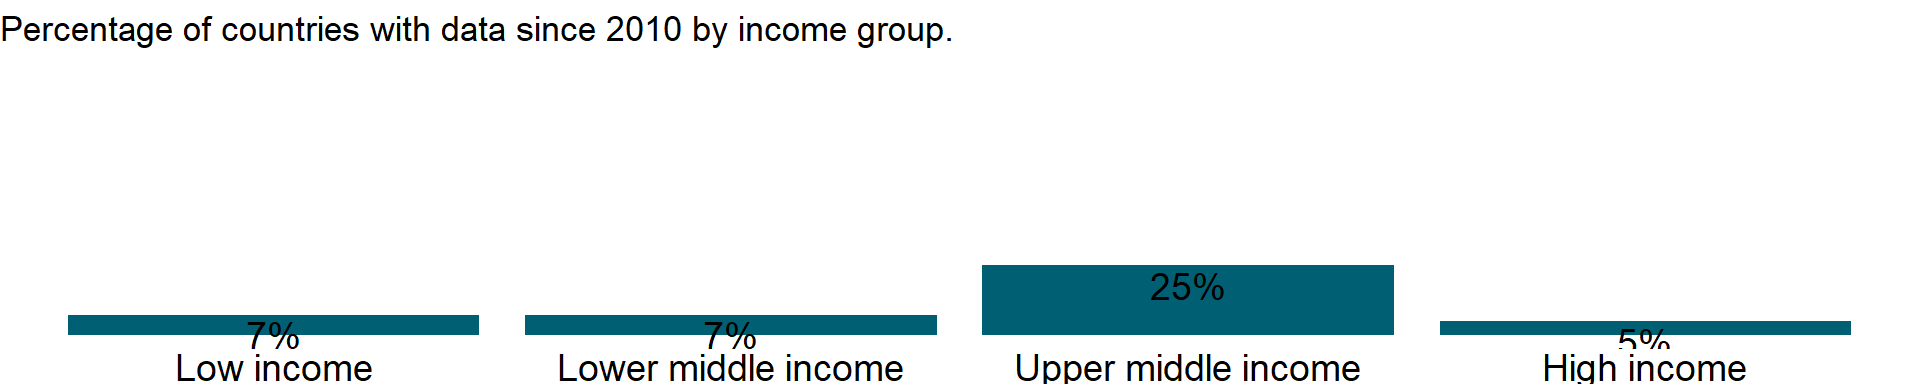 Percentage of countries with data since 2010 by income group.
25%
7%
7%
5%
Low income
Lower middle income
Upper middle income
High income